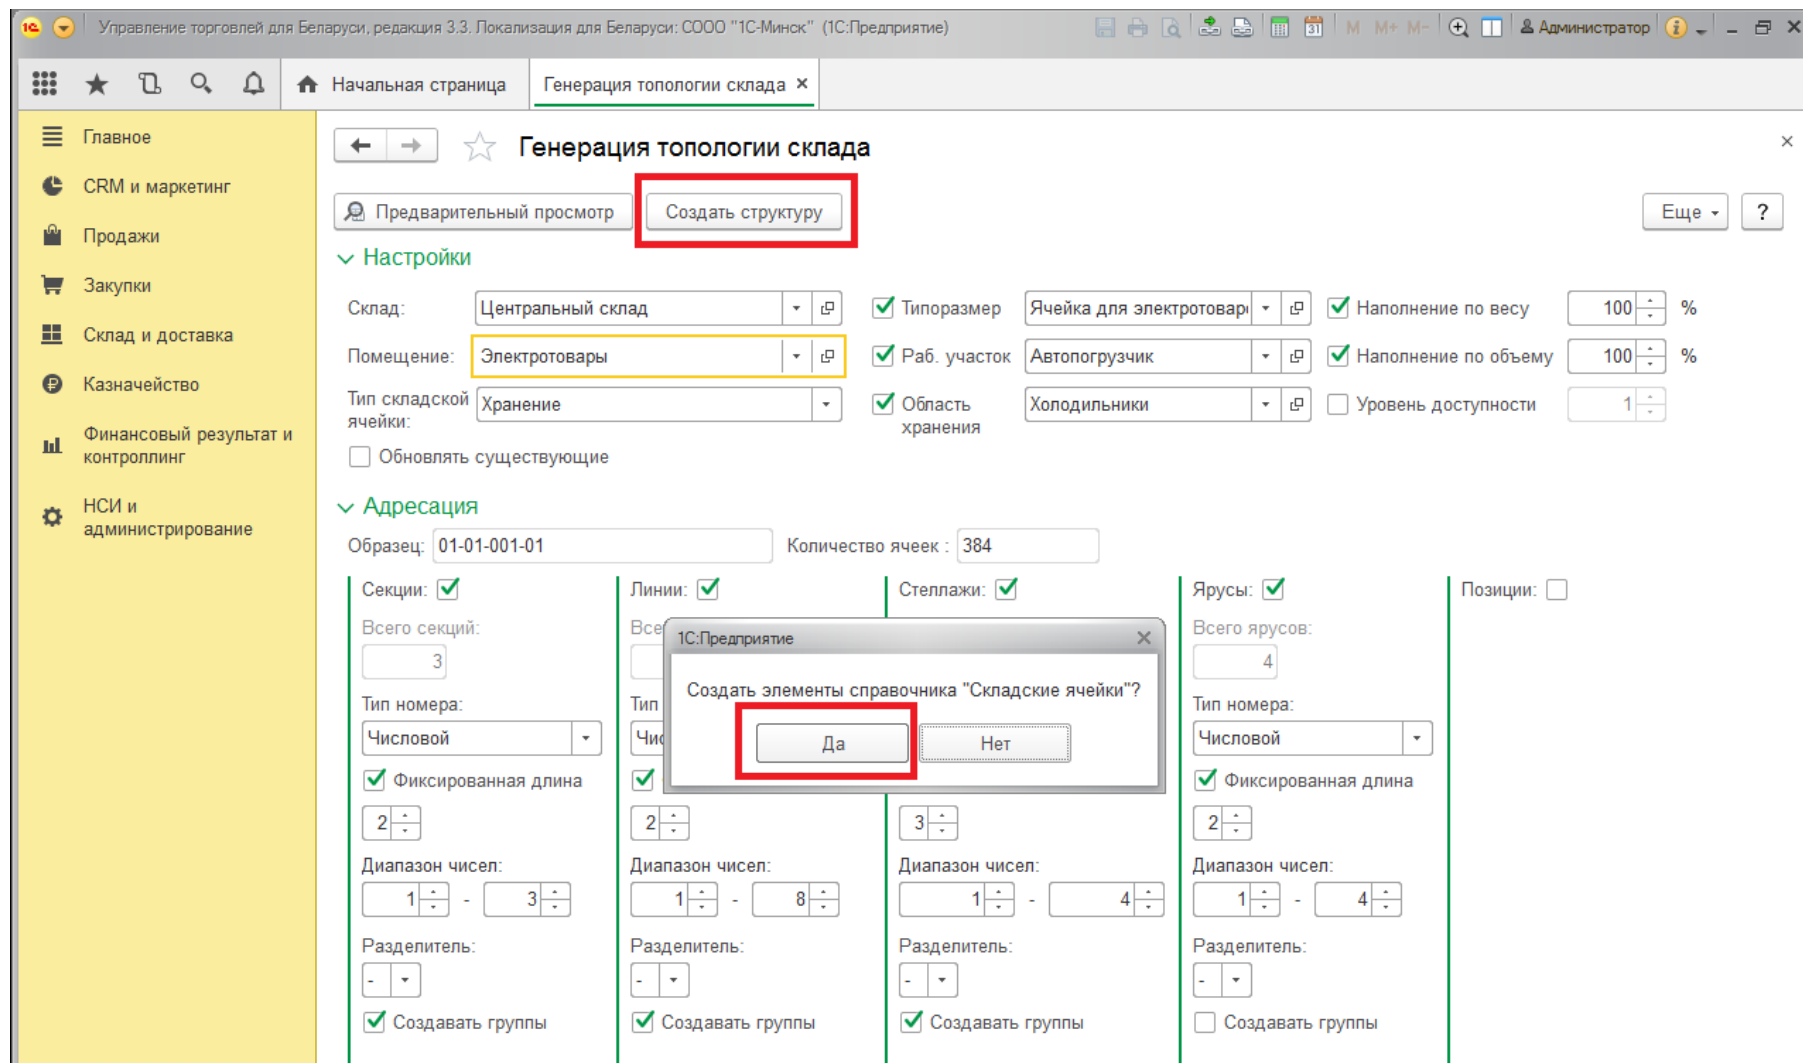 Управление торговлей для Беларуси, редакция 3.3. Локализация для Беларуси: СООО "1С-Минск" (1С:Предприятие)
M M+ M- Администратор
Начальная страница
Генерация топологии склада
Главное
CRM и маркетинг
Продажи
Закупки
Склад и доставка
Казначейство
Финансовый результат и
контроллинг
НСИ и
администрирование
Генерация топологии склада
Предварительный просмотр
Создать структуру
Еще
?
Настройки
Склад: Центральный склад
Типоразмер Ячейка для электротовар
Наполнение по весу 100 %
Помещение: Электротовары
Раб. участок Автопогрузчик
Наполнение по объему 100 %
Тип складской
ячейки: Хранение
Область
хранения Холодильники
Уровень доступности 1
Обновлять существующие
Адресация
Образец: 01-01-001-01
Количество ячеек : 384
Секции:
Линии:
Стеллажи:
Ярусы:
Позиции:
Всего секций:
Все
Всего ярусов:
3
4
1С:Предприятие
Создать элементы справочника "Складские ячейки"?
Да
Нет
Тип номера:
Тип
Тип номера:
Числовой
Чис
Числовой
Фиксированная длина
Фиксированная длина
2
2
3
2
Диапазон чисел:
Диапазон чисел:
Диапазон чисел:
Диапазон чисел:
1 - 3
1 - 8
1 - 4
1 - 4
Разделитель:
Разделитель:
Разделитель:
Разделитель:
-
-
-
-
Создавать группы
Создавать группы
Создавать группы
Создавать группы